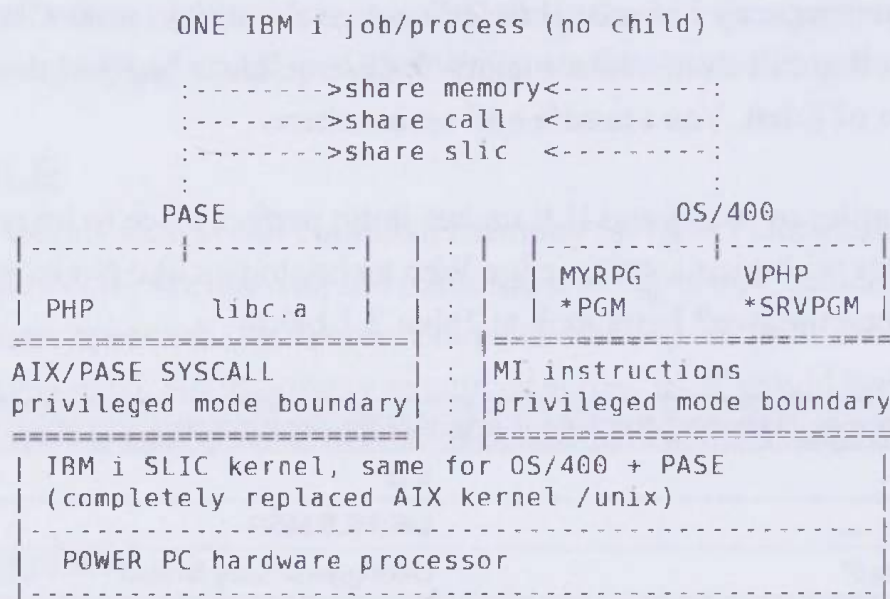 ONE IBM i job/process (no child)
:------->share memory<--------:
:------->share call   <--------:
:------->share slic   <--------:
PASE OS/400
MYRPG VPHP
PHP libc.a *PGM *SRVPGM
AIX/PASE SYSCALL MI instructions
privileged mode boundary privileged mode boundary
IBM i SLIC kernel, same for OS/400 + PASE
(completely replaced AIX kernel /unix)
POWER PC hardware processor